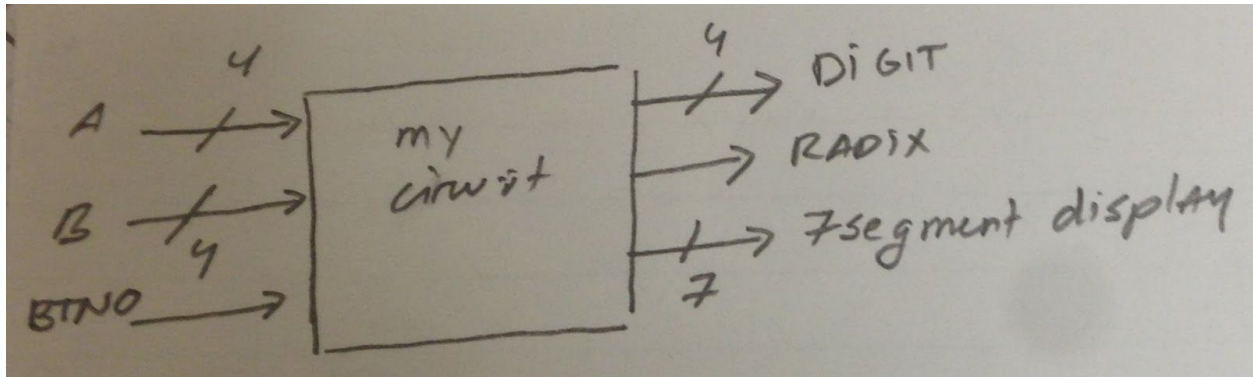 4
A
B
4
BTN0
my
circuit
4
DiGIT
RADiX
7segment display
7